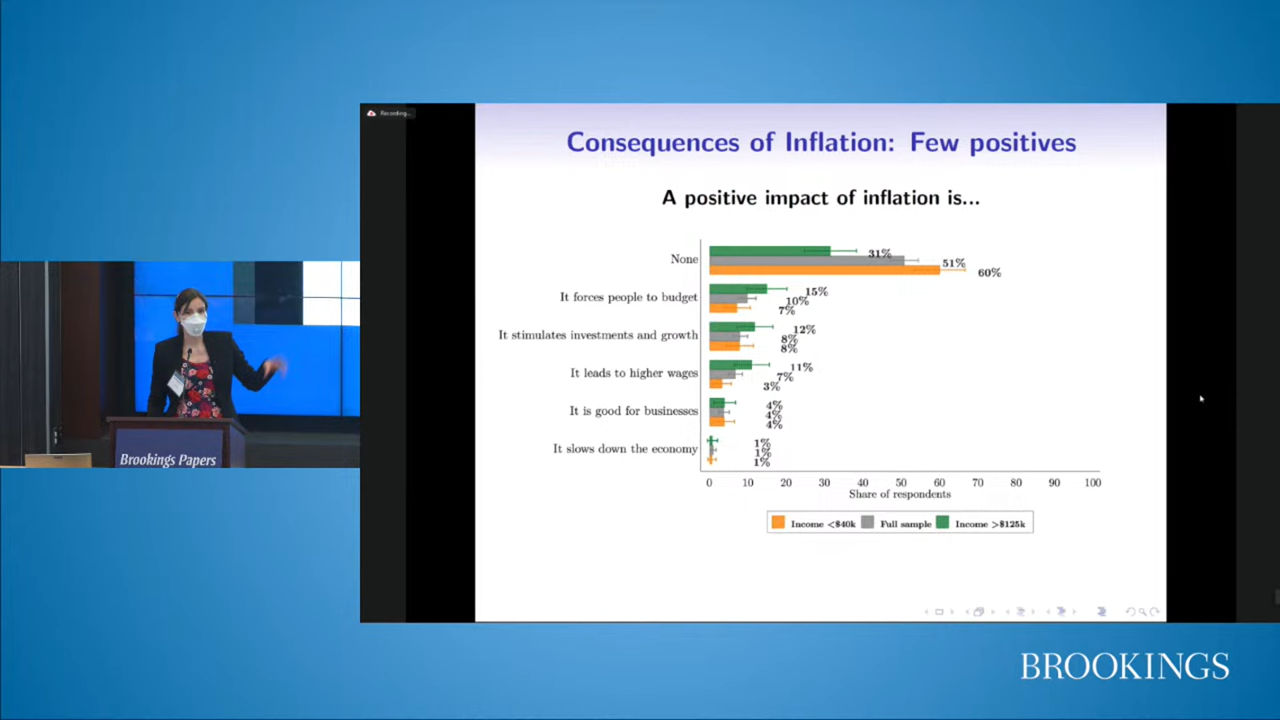 Recording...
Consequences of Inflation: Few positives
A positive impact of inflation is...
None
31%
51%
60%
It forces people to budget
15%
10%
7%
It stimulates investments and growth
12%
8%
8%
It leads to higher wages
11%
7%
3%
It is good for businesses
4%
4%
4%
It slows down the economy
1%
1%
1%
0 10 20 30 40 50 60 70 80 90 100
Share of respondents
Income <$40k Full sample Income >$125k
Brookings Papers
BROOKINGS